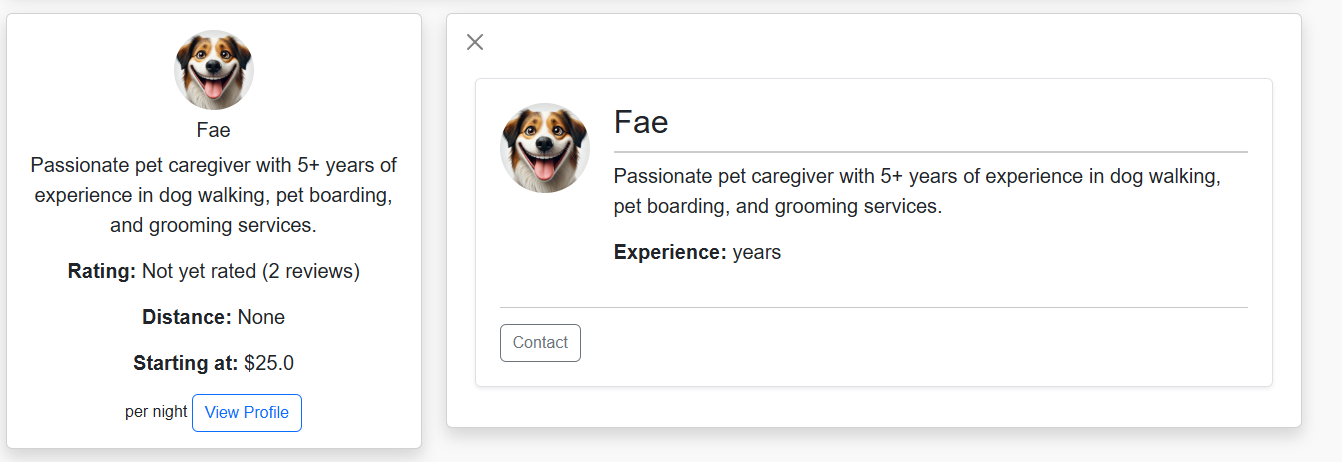 Fae
Passionate pet caregiver with 5+ years of
experience in dog walking, pet boarding,
and grooming services.
Rating: Not yet rated (2 reviews)
Distance: None
Starting at: $25.0
per night View Profile
Fae
Passionate pet caregiver with 5+ years of experience in dog walking,
pet boarding, and grooming services.
Experience: years
Contact